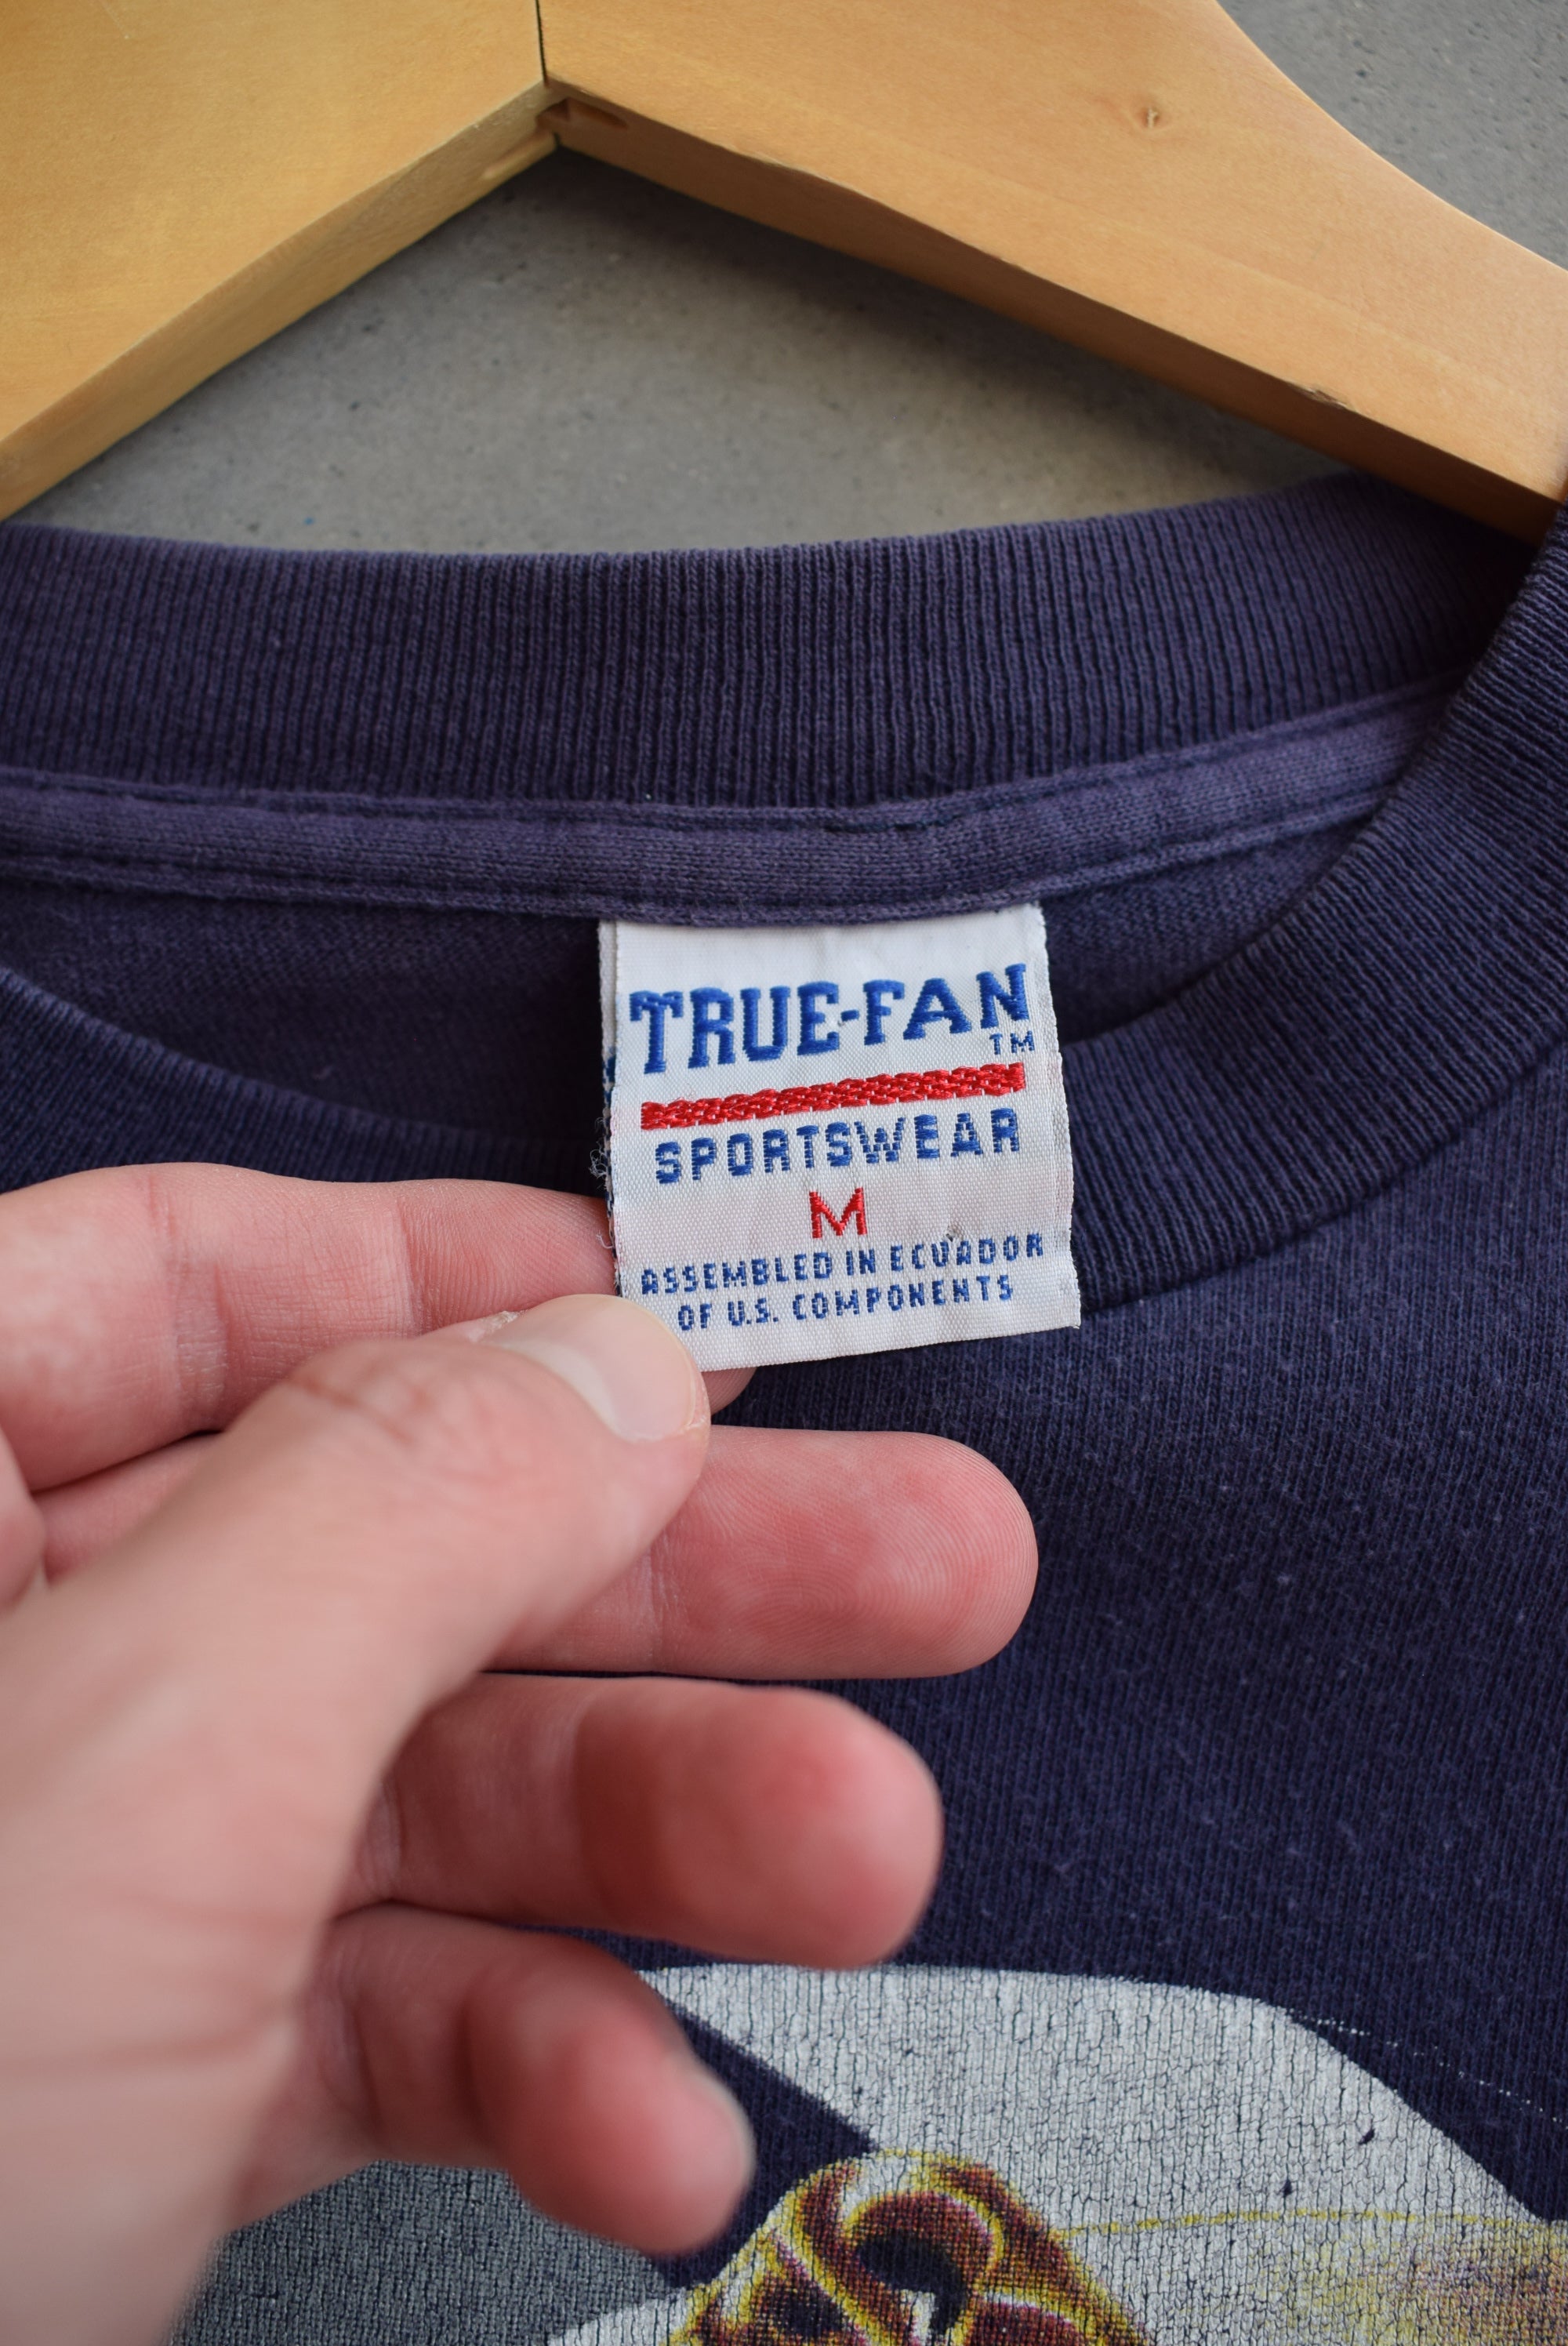 TRUE-FAN
TM
SPORTSWEAR
M
ASSEMBLED IN ECUADOR
OF U.S. COMPONENTS